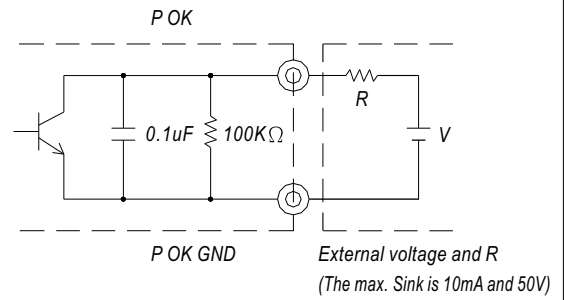 P OK
R
0.1uF
100KΩ
V
P OK GND
External voltage and R
(The max. Sink is 10mA and 50V)